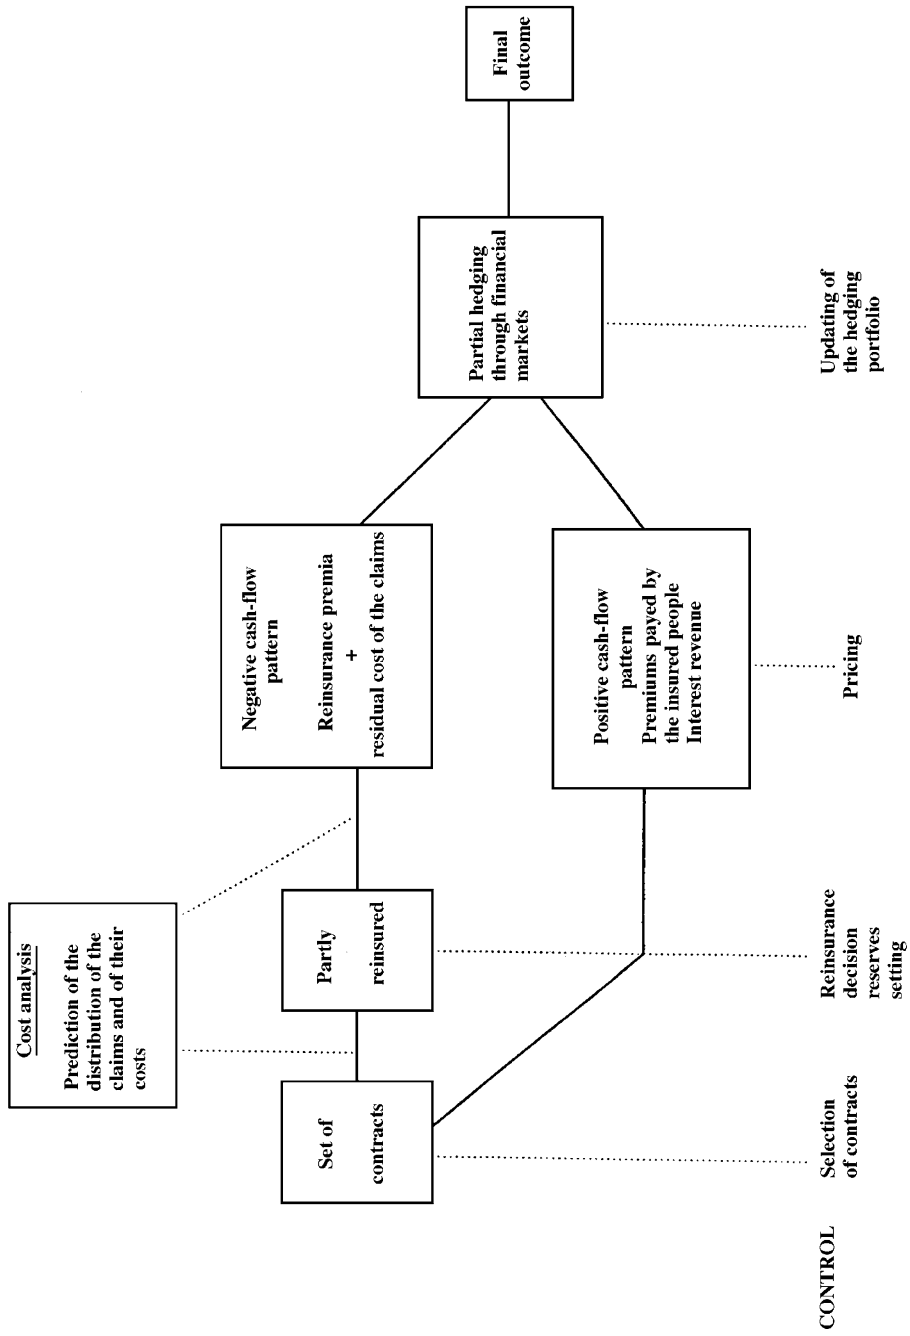 Cost analysis
Prediction of the
distribution of the
claims and of their
costs
Set of
contracts
Partly
reinsured
Negative cash-flow
pattern
Reinsurance premia
+
residual cost of the claims
Positive cash-flow
pattern
Premiums payed by
the insured people
Interest revenue
Partial hedging
through financial
markets
Final
outcome
CONTROL
Selection
of contracts
Reinsurance
decision
reserves
setting
Pricing
Updating of
the hedging
portfolio